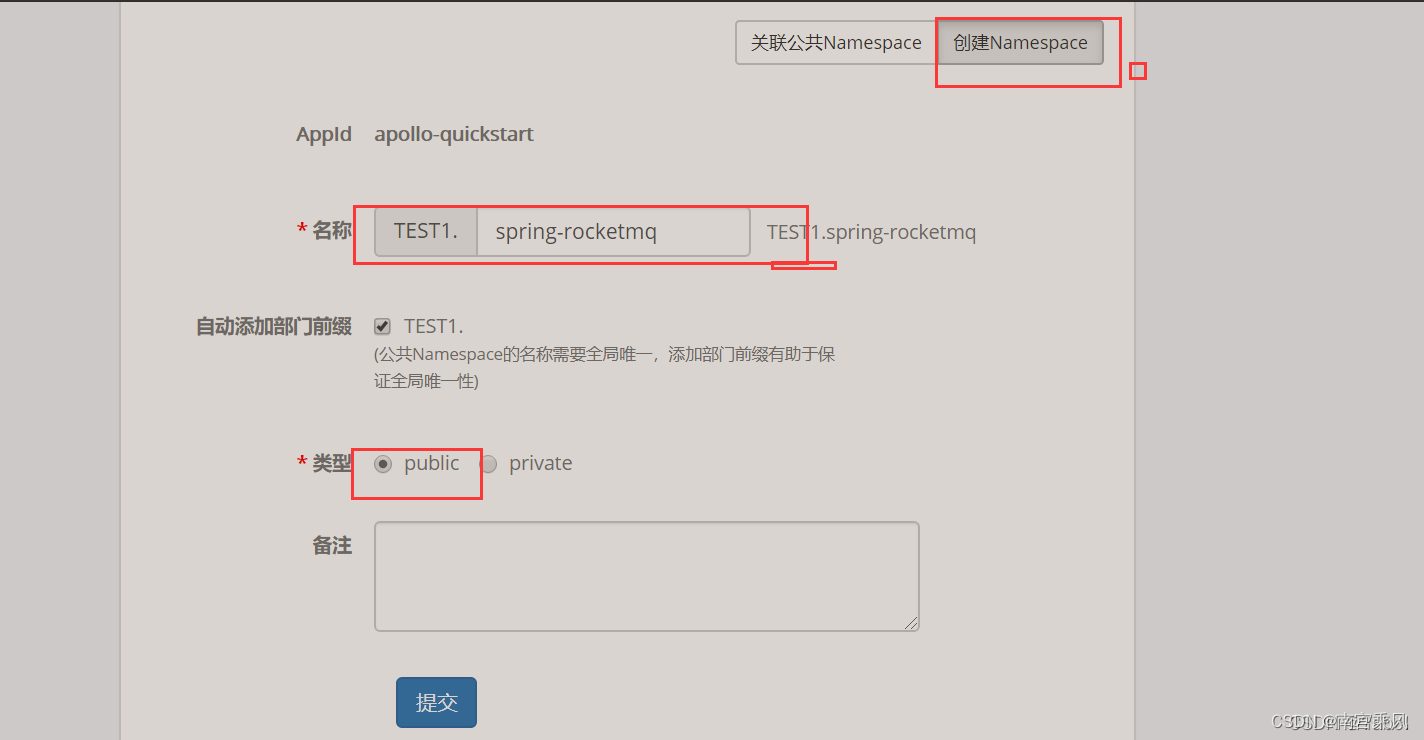 关联公共Namespace 创建Namespace
AppId apollo-quickstart
* 名称 TEST1. spring-rocketmq TEST1.spring-rocketmq
自动添加部门前缀 TEST1.
(公共Namespace的名称需要全局唯一，添加部门前缀有助于保
证全局唯一性)
* 类型 public private
备注
提交
CSDN @南宫乘风